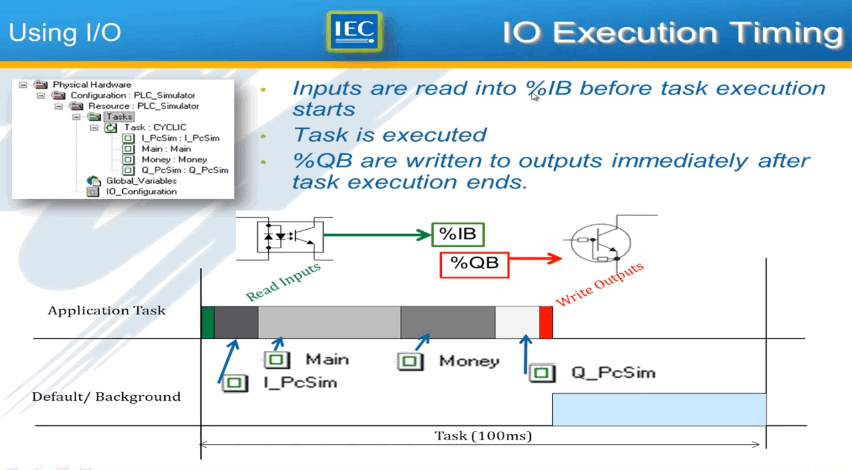 Using I/O
IEC
IO Execution Timing
Physical Hardware
Configuration : PLC_Simulator
Resource : PLC_Simulator
Tasks
Task : CYCLIC
I_PcSim : I_PcSim
Main : Main
Money : Money
Q_PcSim : Q_PcSim
Global_Variables
IO_Configuration
• Inputs are read into %IB before task execution
starts
• Task is executed
• %QB are written to outputs immediately after
task execution ends.
%IB
%QB
Read Inputs
Write Outputs
Application Task
Main
Money
Q_PcSim
I_PcSim
Default/ Background
Task (100ms)